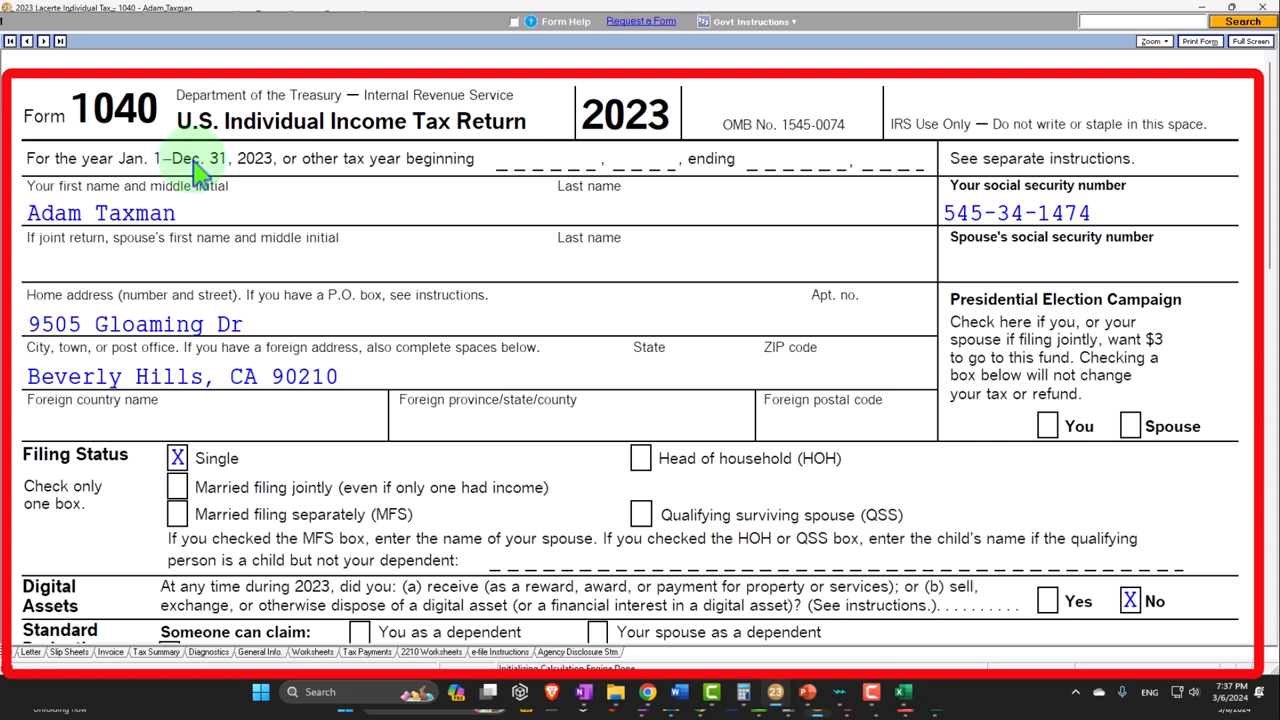 2023 Lacerte Individual Tax - 1040 - Adam_Taxman
Form Help Request a Form Govt Instructions Search
Zoom Print Form Full Screen
Form 1040 Department of the Treasury — Internal Revenue Service
U.S. Individual Income Tax Return 2023 OMB No. 1545-0074 IRS Use Only — Do not write or staple in this space.
For the year Jan. 1–Dec. 31, 2023, or other tax year beginning , , ending , See separate instructions.
Your first name and middle initial Last name Your social security number
Adam Taxman 545-34-1474
If joint return, spouse's first name and middle initial Last name Spouse's social security number
Home address (number and street). If you have a P.O. box, see instructions. Apt. no.
9505 Gloaming Dr
City, town, or post office. If you have a foreign address, also complete spaces below. State ZIP code
Beverly Hills, CA 90210
Foreign country name Foreign province/state/county Foreign postal code
Presidential Election Campaign
Check here if you, or your
spouse if filing jointly, want $3
to go to this fund. Checking a
box below will not change
your tax or refund.
You Spouse
Filing Status X Single Head of household (HOH)
Check only
one box.
Married filing jointly (even if only one had income)
Married filing separately (MFS) Qualifying surviving spouse (QSS)
If you checked the MFS box, enter the name of your spouse. If you checked the HOH or QSS box, enter the child's name if the qualifying
person is a child but not your dependent:
Digital
Assets
At any time during 2023, did you: (a) receive (as a reward, award, or payment for property or services); or (b) sell,
exchange, or otherwise dispose of a digital asset (or a financial interest in a digital asset)? (See instructions.) . . . . . . . . . . Yes X No
Standard Someone can claim: You as a dependent Your spouse as a dependent
Letter Slip Sheets Invoice Tax Summary Diagnostics General Info. Worksheets Tax Payments 2210 Worksheets e-file Instructions Agency Disclosure Stm
Initializing Calculation Engine Done
Search ENG 7:37 PM
3/6/2024